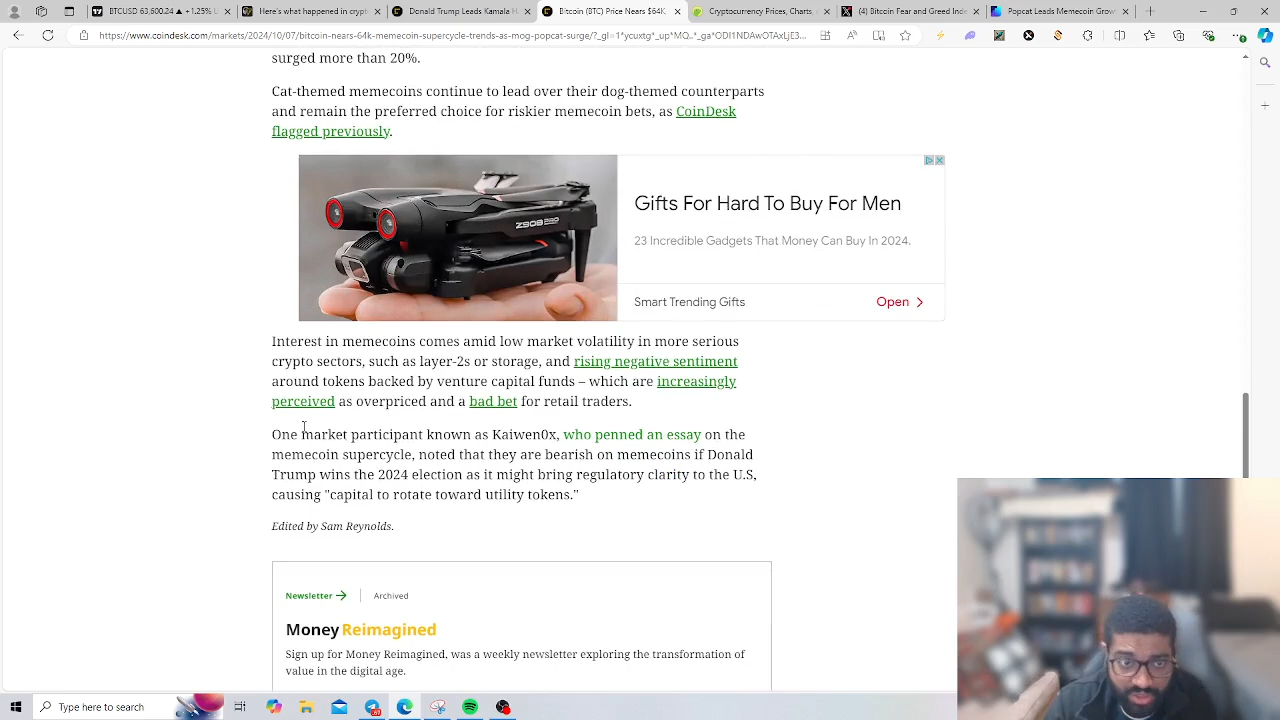 BTCUSD 63,600.24 ▲ +1.25% U
Here's what happened in crypt
Donald Trump Leads Kamala H
Bitcoin (BTC) Price Nears $64K
Cryptocurrency Prices, Charts,
(4) Bitcoin Fear and Greed Inde
Popcat Leads Memecoin Growt
https://www.coindesk.com/markets/2024/10/07/bitcoin-nears-64k-memecoin-supercycle-trends-as-mog-popcat-surge/?_gl=1*ycuxtg*_up*MQ..*_ga*ODI1NDAwOTAxLjE3...
surged more than 20%.
Cat-themed memecoins continue to lead over their dog-themed counterparts
and remain the preferred choice for riskier memecoin bets, as CoinDesk
flagged previously.
Z908 PRO
Gifts For Hard To Buy For Men
23 Incredible Gadgets That Money Can Buy In 2024.
Smart Trending Gifts
Open
Interest in memecoins comes amid low market volatility in more serious
crypto sectors, such as layer-2s or storage, and rising negative sentiment
around tokens backed by venture capital funds – which are increasingly
perceived as overpriced and a bad bet for retail traders.
One market participant known as Kaiwen0x, who penned an essay on the
memecoin supercycle, noted that they are bearish on memecoins if Donald
Trump wins the 2024 election as it might bring regulatory clarity to the U.S,
causing "capital to rotate toward utility tokens."
Edited by Sam Reynolds.
Newsletter → Archived
Money Reimagined
Sign up for Money Reimagined, was a weekly newsletter exploring the transformation of
value in the digital age.
Type here to search